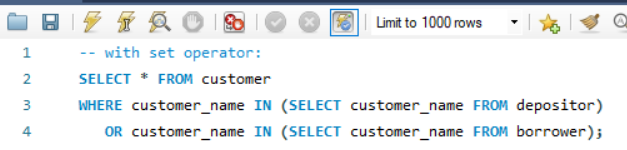 Limit to 1000 rows
1 -- with set operator:
2 SELECT * FROM customer
3 WHERE customer_name IN (SELECT customer_name FROM depositor)
4 OR customer_name IN (SELECT customer_name FROM borrower);